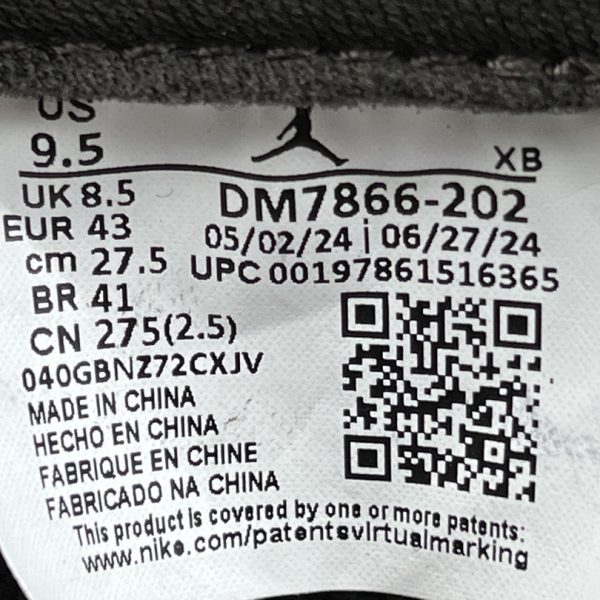 US
9.5
XB
UK 8.5
DM7866-202
EUR 43
05/02/24 | 06/27/24
cm 27.5
UPC 00197861516365
BR 41
CN 275(2.5)
040GBNZ72CXJV
MADE IN CHINA
HECHO EN CHINA
FABRIQUE EN CHINE
FABRICADO NA CHINA
This product is covered by one or more patents:
www.nike.com/patentsvirtualmarking